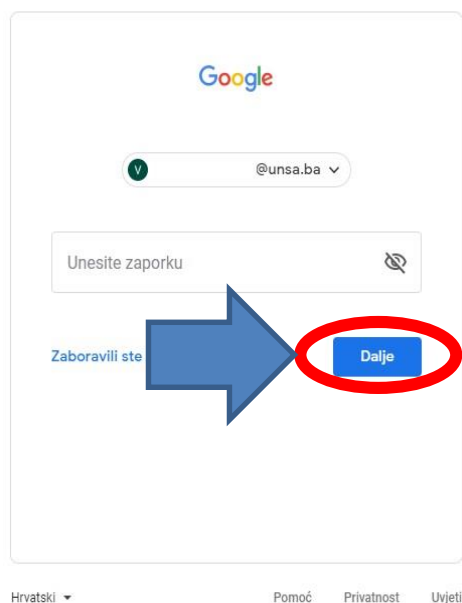 Google
V @unsa.ba
Unesite zaporku
Zaboravili ste
Dalje
Hrvatski
Pomoć Privatnost Uvjeti